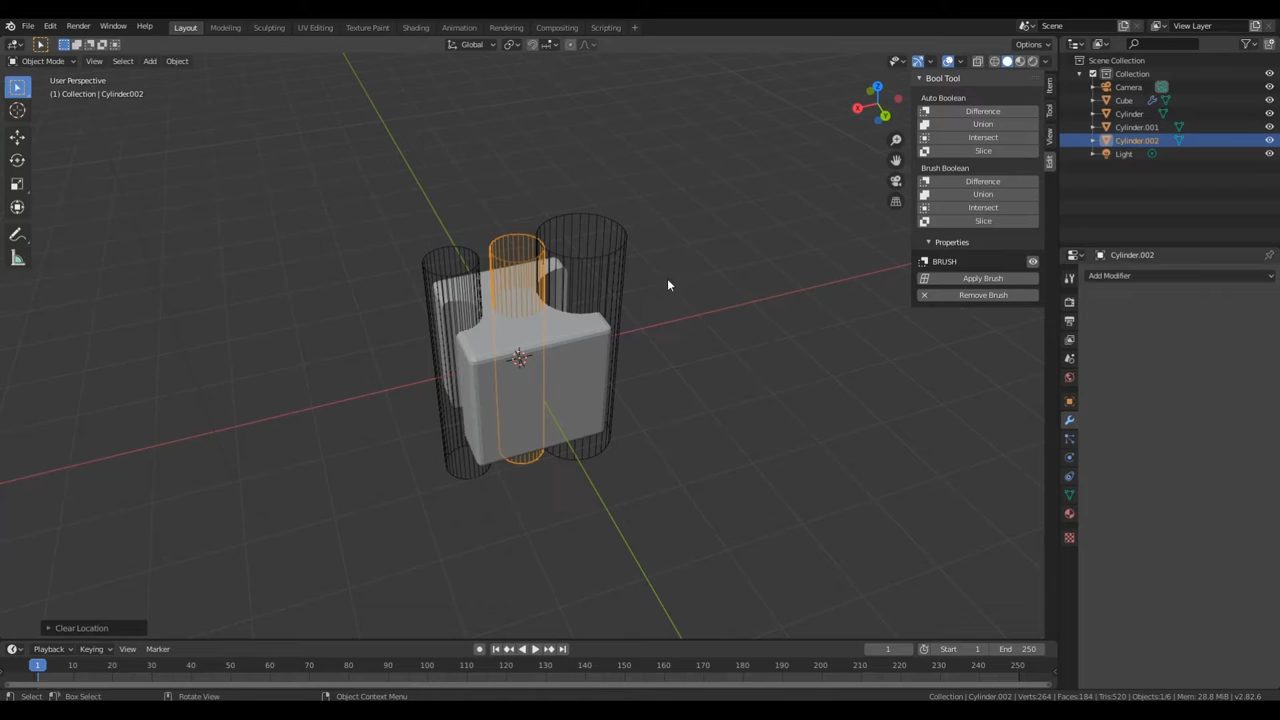 File Edit Render Window Help Layout Modeling Sculpting UV Editing Texture Paint Shading Animation Rendering Compositing Scripting + Scene View Layer
Global Options
Object Mode View Select Add Object
User Perspective
(1) Collection | Cylinder002
X Y Z
Bool Tool
Auto Boolean
Difference
Union
Intersect
Slice
Brush Boolean
Difference
Union
Intersect
Slice
Properties
BRUSH
Apply Brush
Remove Brush
Item
Tool
View
Edit
Scene Collection
Collection
Camera
Cube
Cylinder
Cylinder.001
Cylinder.002
Light
Cylinder.002
Add Modifier
Clear Location
Playback Keying View Marker 1 Start 1 End 250
1 10 20 30 40 50 60 70 80 90 100 110 120 130 140 150 160 170 180 190 200 210 220 230 240 250
Select Box Select Rotate View Object Context Menu Collection | Cylinder.002 | Verts:264 | Faces:184 | Tris:520 | Objects:1/6 | Mem: 28.8 MiB | v2.82.6